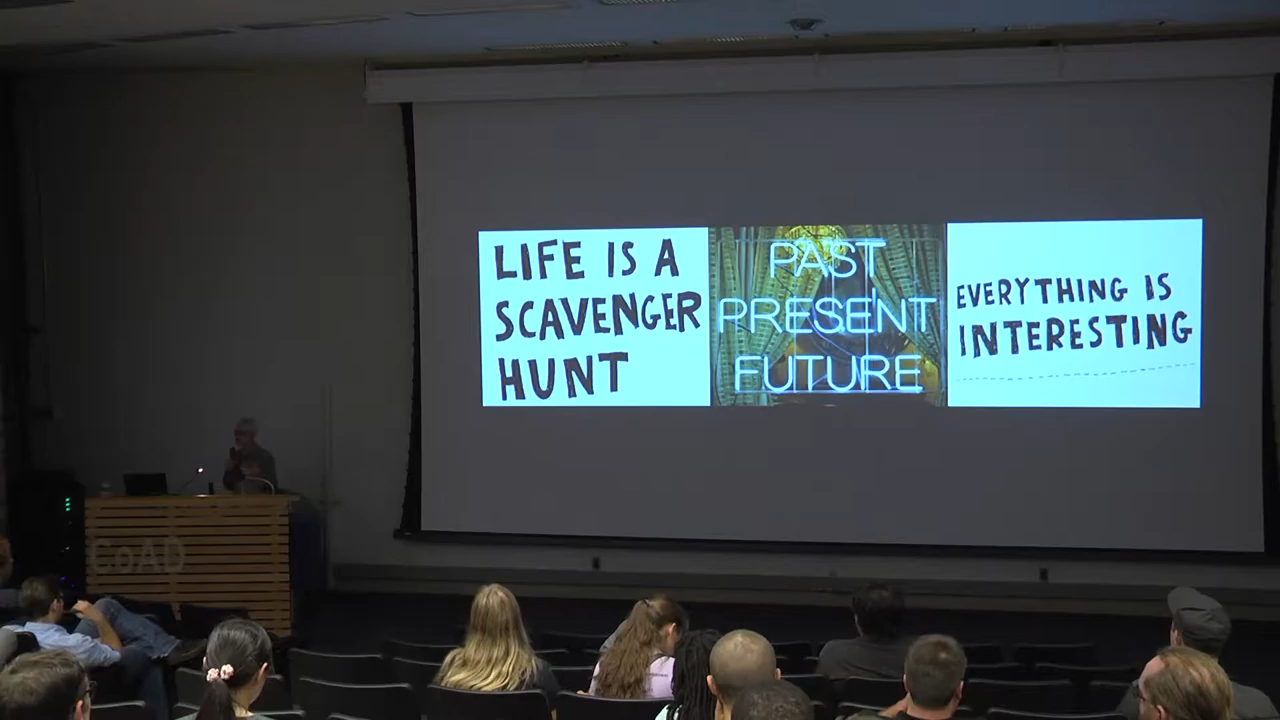 LIFE IS A
SCAVENGER
HUNT
PAST
PRESENT
FUTURE
EVERYTHING IS
INTERESTING
CoAD